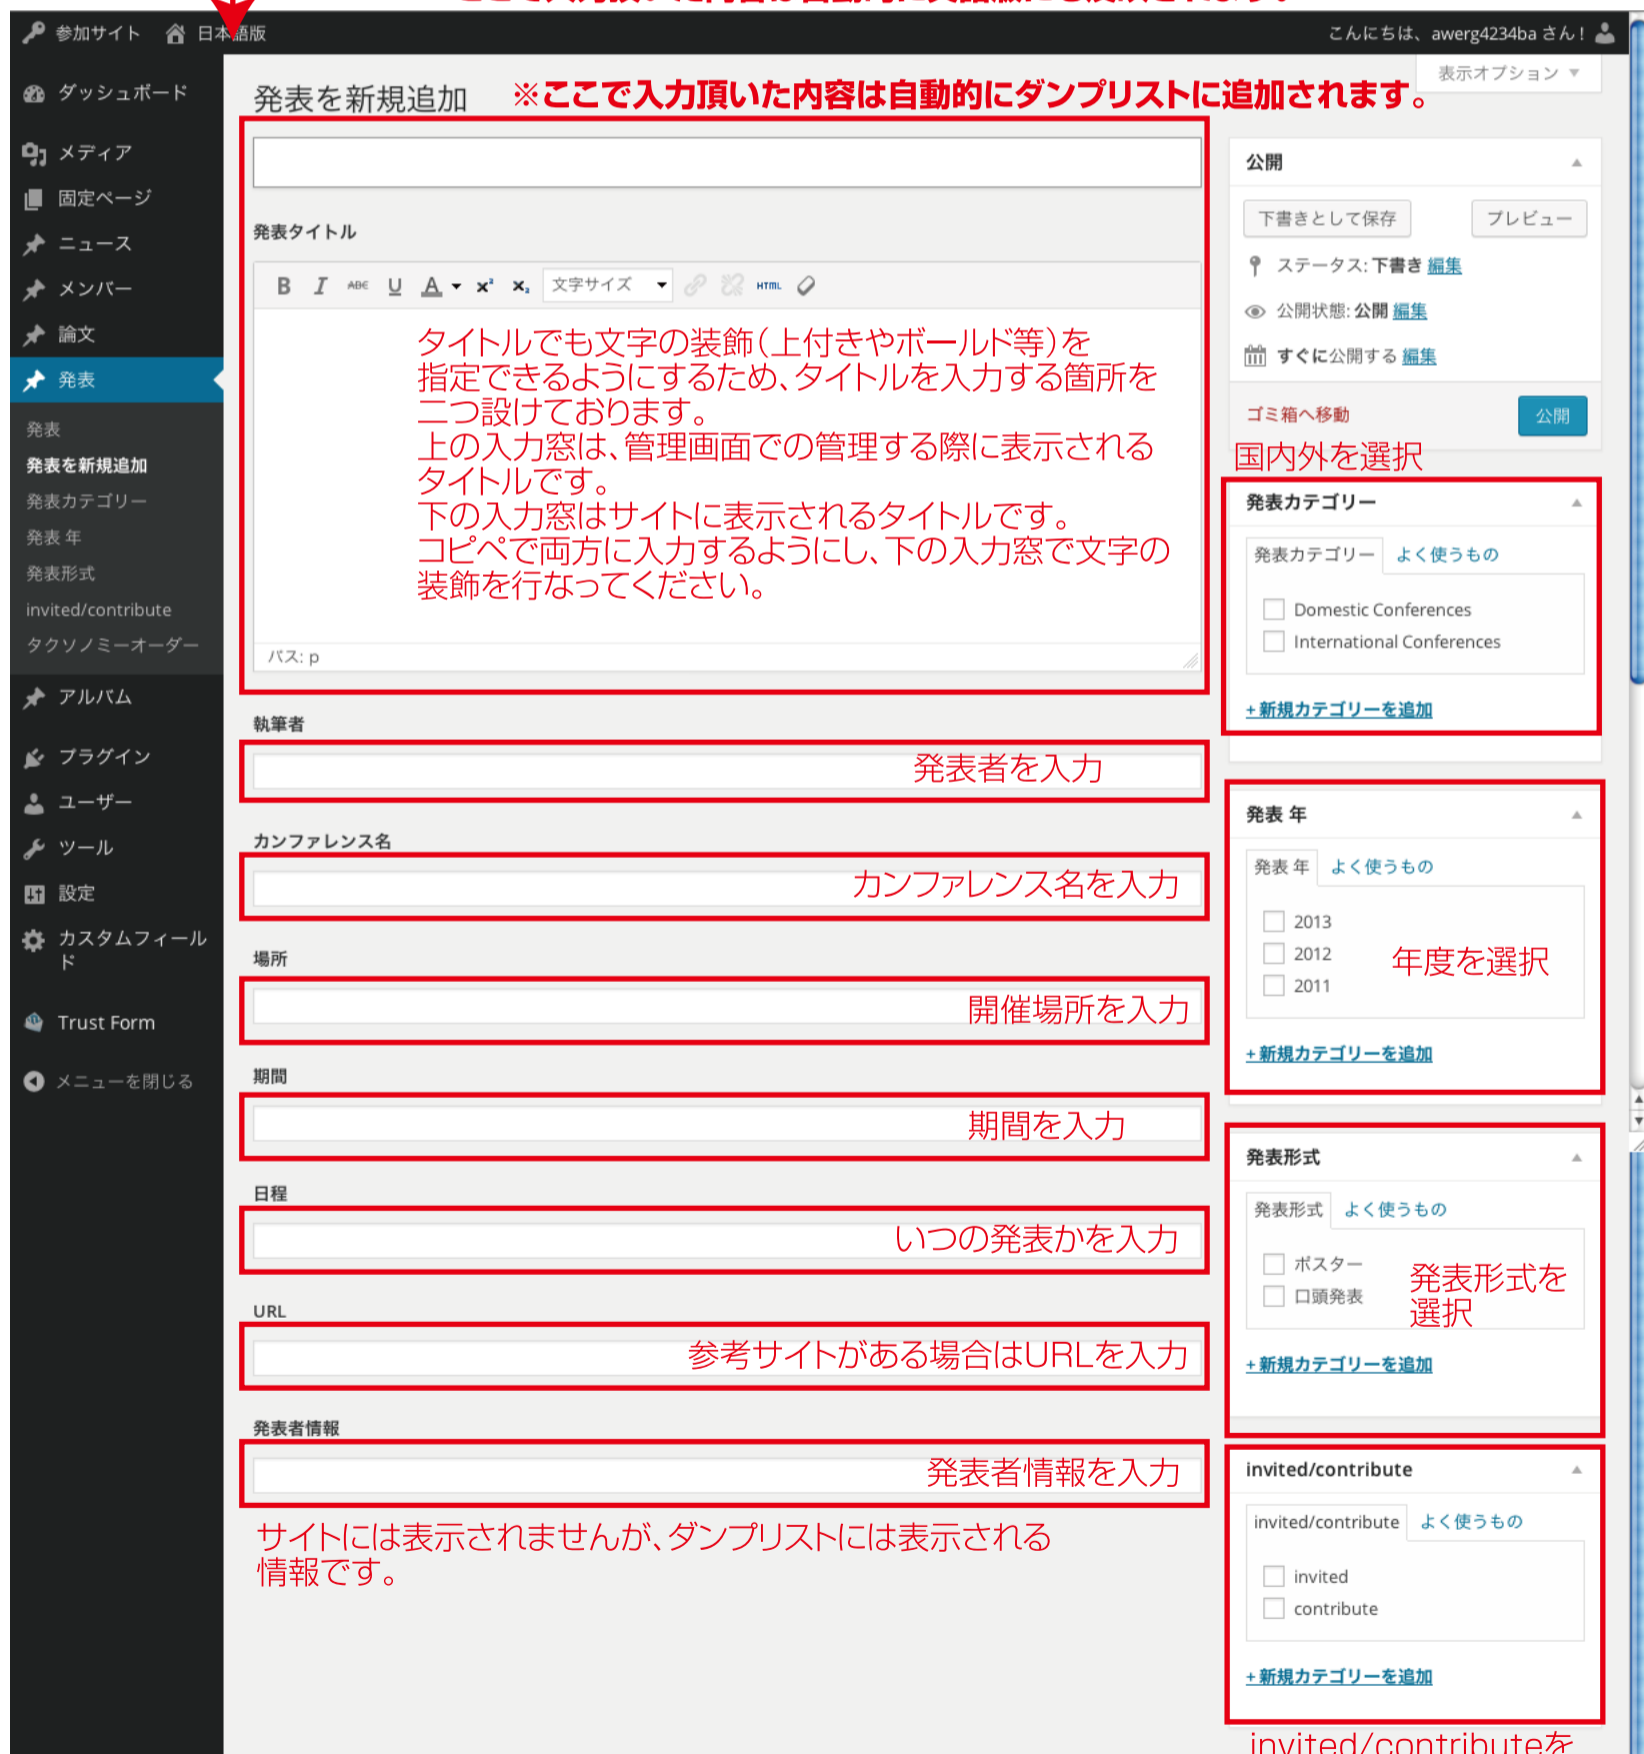 参加サイト 日本語版 こんにちは、awerg4234ba さん!
表示オプション
ダッシュボード
メディア
固定ページ
ニュース
メンバー
論文
発表
発表
発表を新規追加
発表カテゴリー
発表 年
発表形式
invited/contribute
タクソノミーオーダー
アルバム
プラグイン
ユーザー
ツール
設定
カスタムフィール
ド
Trust Form
メニューを閉じる
発表を新規追加 ※ここで入力頂いた内容は自動的にダンプリストに追加されます。
発表タイトル
B I ABC U A x² x₂ 文字サイズ HTML
タイトルでも文字の装飾(上付きやボールド等)を
指定できるようにするため、タイトルを入力する箇所を
二つ設けております。
上の入力窓は、管理画面での管理する際に表示される
タイトルです。
下の入力窓はサイトに表示されるタイトルです。
コピペで両方に入力するようにし、下の入力窓で文字の
装飾を行なってください。
パス: p
執筆者
発表者を入力
カンファレンス名
カンファレンス名を入力
場所
開催場所を入力
期間
期間を入力
日程
いつの発表かを入力
URL
参考サイトがある場合はURLを入力
発表者情報
発表者情報を入力
サイトには表示されませんが、ダンプリストには表示される
情報です。
公開
下書きとして保存 プレビュー
ステータス: 下書き 編集
公開状態: 公開 編集
すぐに公開する 編集
ゴミ箱へ移動 公開
国内外を選択
発表カテゴリー
発表カテゴリー よく使うもの
Domestic Conferences
International Conferences
+ 新規カテゴリーを追加
発表 年
発表 年 よく使うもの
2013
2012
2011
年度を選択
+ 新規カテゴリーを追加
発表形式
発表形式 よく使うもの
ポスター
口頭発表
発表形式を
選択
+ 新規カテゴリーを追加
invited/contribute
invited/contribute よく使うもの
invited
contribute
+ 新規カテゴリーを追加
invited/contributeを